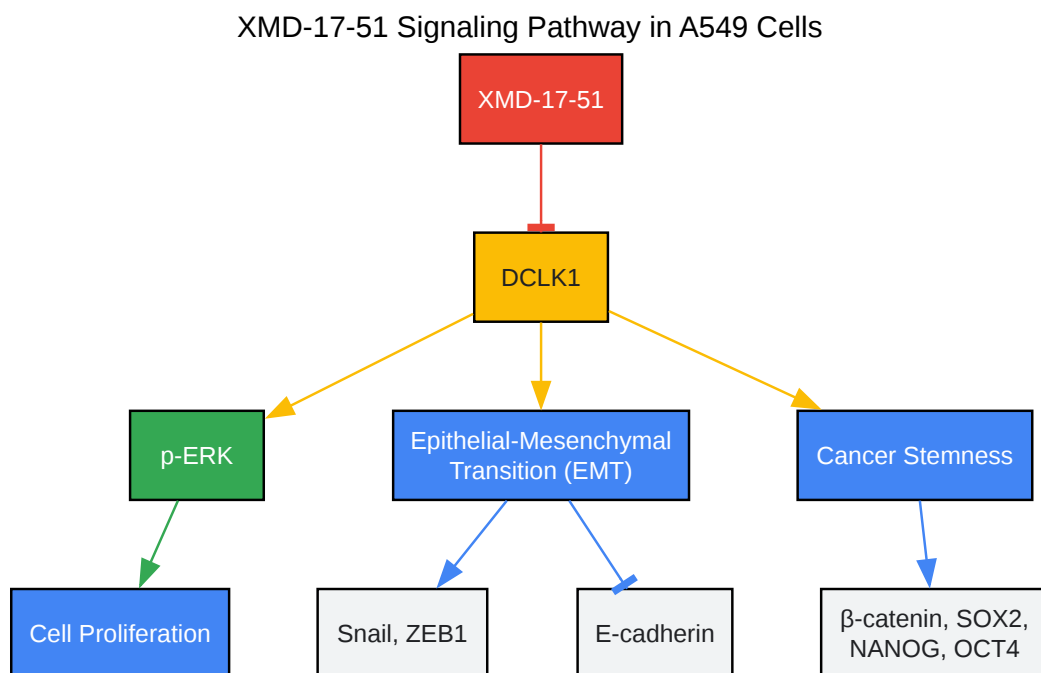 XMD-17-51 Signaling Pathway in A549 Cells
XMD-17-51
DCLK1
p-ERK
Epithelial-Mesenchymal
Transition (EMT)
Cancer Stemness
Cell Proliferation
Snail, ZEB1
E-cadherin
β-catenin, SOX2,
NANOG, OCT4